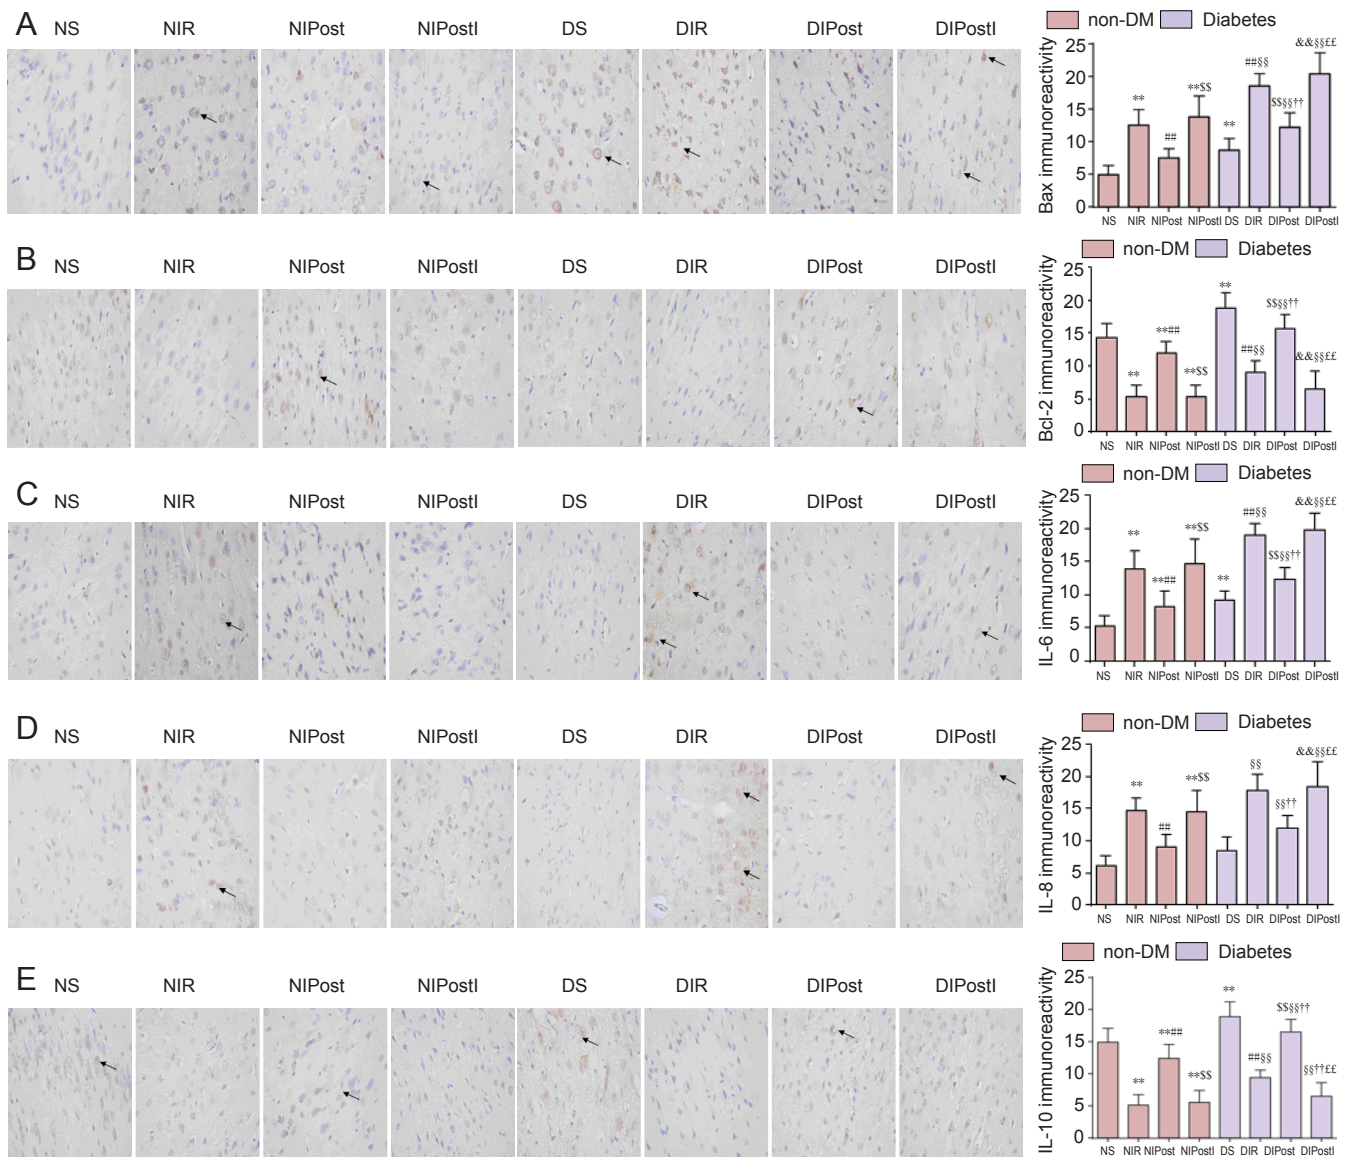 A
NS NIR NIPost NIPostI DS DIR DIPost DIPostI
non-DM Diabetes
Bax immunoreactivity
25
20
15
10
5
0
** ## **$$ ** ##§§ $$§§†† &&§§££
NS NIR NIPost NIPostI DS DIR DIPost DIPostI
B
NS NIR NIPost NIPostI DS DIR DIPost DIPostI
non-DM Diabetes
Bcl-2 immunoreactivity
25
20
15
10
5
0
** **## **$$ ** ##§§ $$§§†† &&§§££
NS NIR NIPost NIPostI DS DIR DIPost DIPostI
C
NS NIR NIPost NIPostI DS DIR DIPost DIPostI
non-DM Diabetes
IL-6 immunoreactivity
25
20
15
10
5
0
** **## **$$ ** ##§§ $$§§†† &&§§££
NS NIR NIPost NIPostI DS DIR DIPost DIPostI
D
NS NIR NIPost NIPostI DS DIR DIPost DIPostI
non-DM Diabetes
IL-8 immunoreactivity
25
20
15
10
5
0
** ## **$$ §§ §§†† &&§§££
NS NIR NIPost NIPostI DS DIR DIPost DIPostI
E
NS NIR NIPost NIPostI DS DIR DIPost DIPostI
non-DM Diabetes
IL-10 immunoreactivity
25
20
15
10
5
0
** **## **$$ ** ##§§ $$§§†† §§††££
NS NIR NIPost NIPostI DS DIR DIPost DIPostI